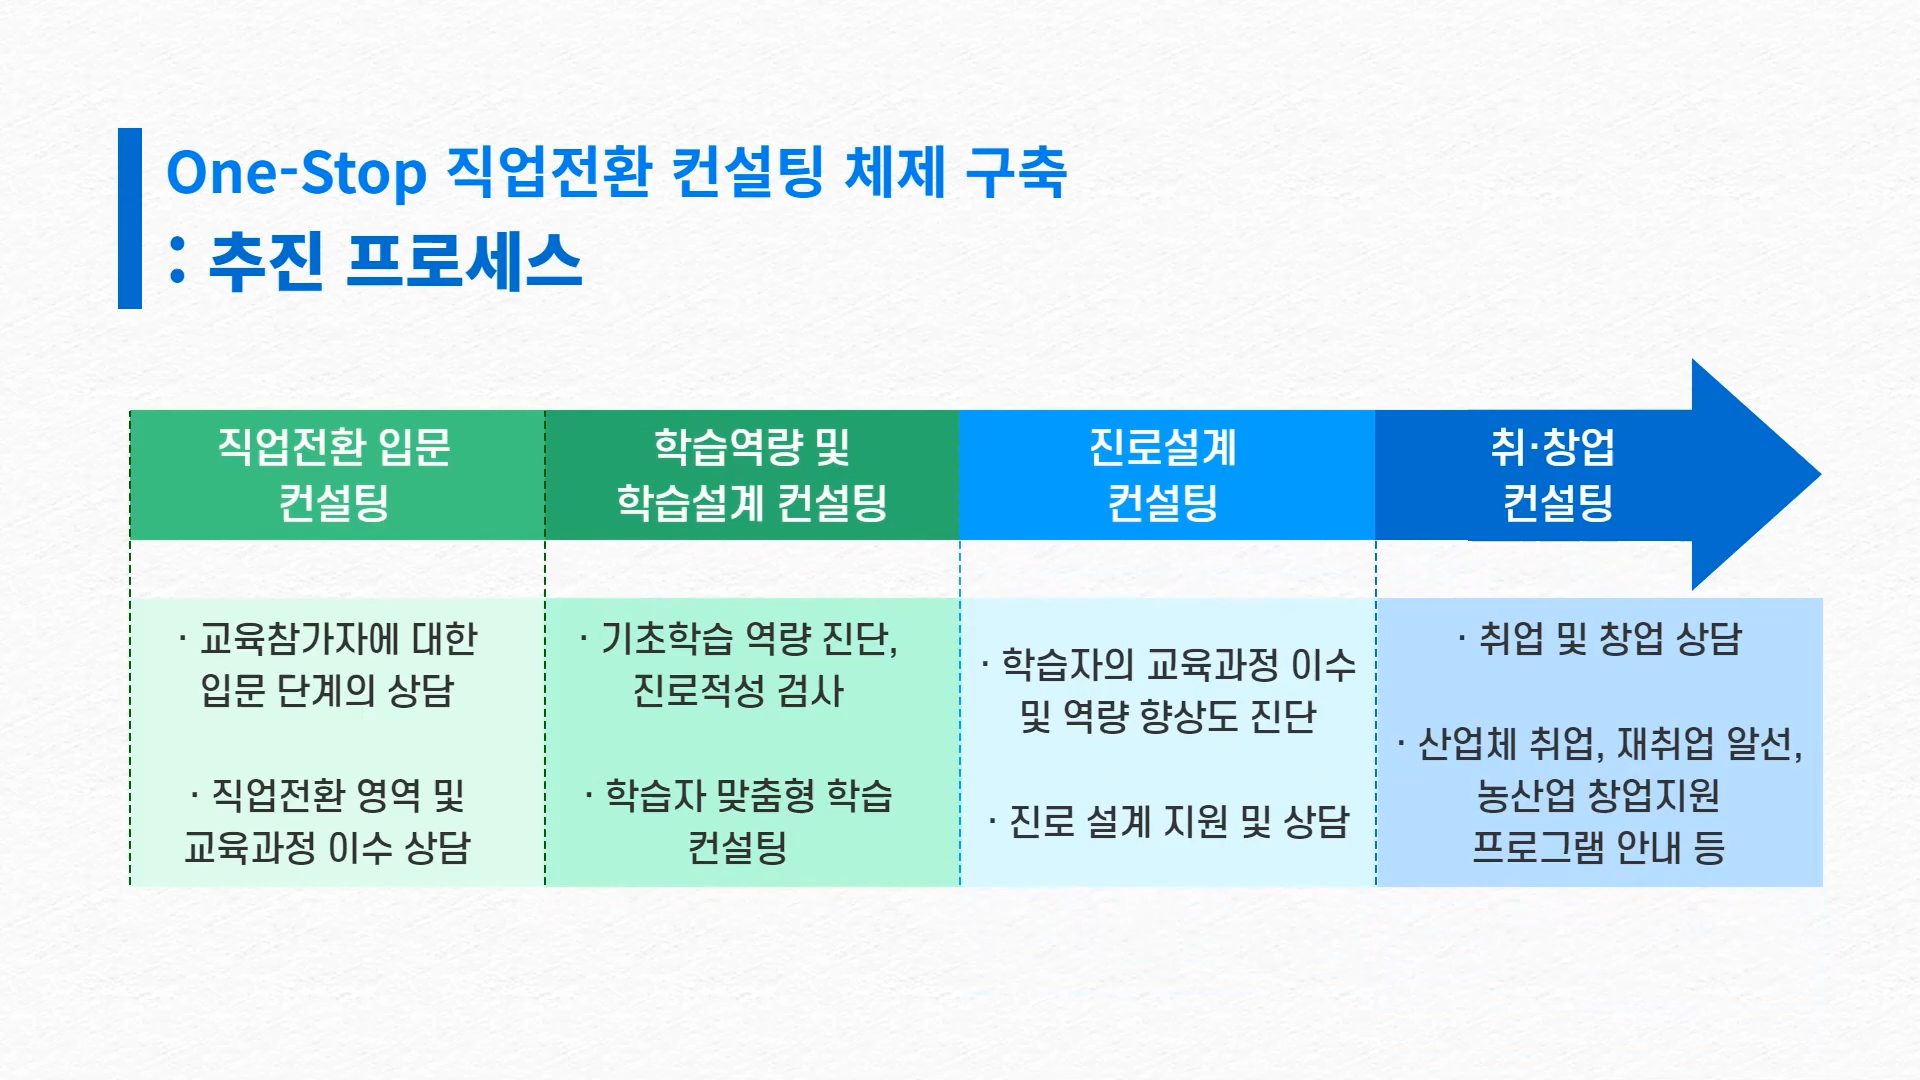 One-Stop 직업전환 컨설팅 체제 구축
: 추진 프로세스
직업전환 입문
컨설팅
· 교육참가자에 대한
입문 단계의 상담
· 직업전환 영역 및
교육과정 이수 상담
학습역량 및
학습설계 컨설팅
· 기초학습 역량 진단,
진로적성 검사
· 학습자 맞춤형 학습
컨설팅
진로설계
컨설팅
· 학습자의 교육과정 이수
및 역량 향상도 진단
· 진로 설계 지원 및 상담
취·창업
컨설팅
· 취업 및 창업 상담
· 산업체 취업, 재취업 알선,
농산업 창업지원
프로그램 안내 등